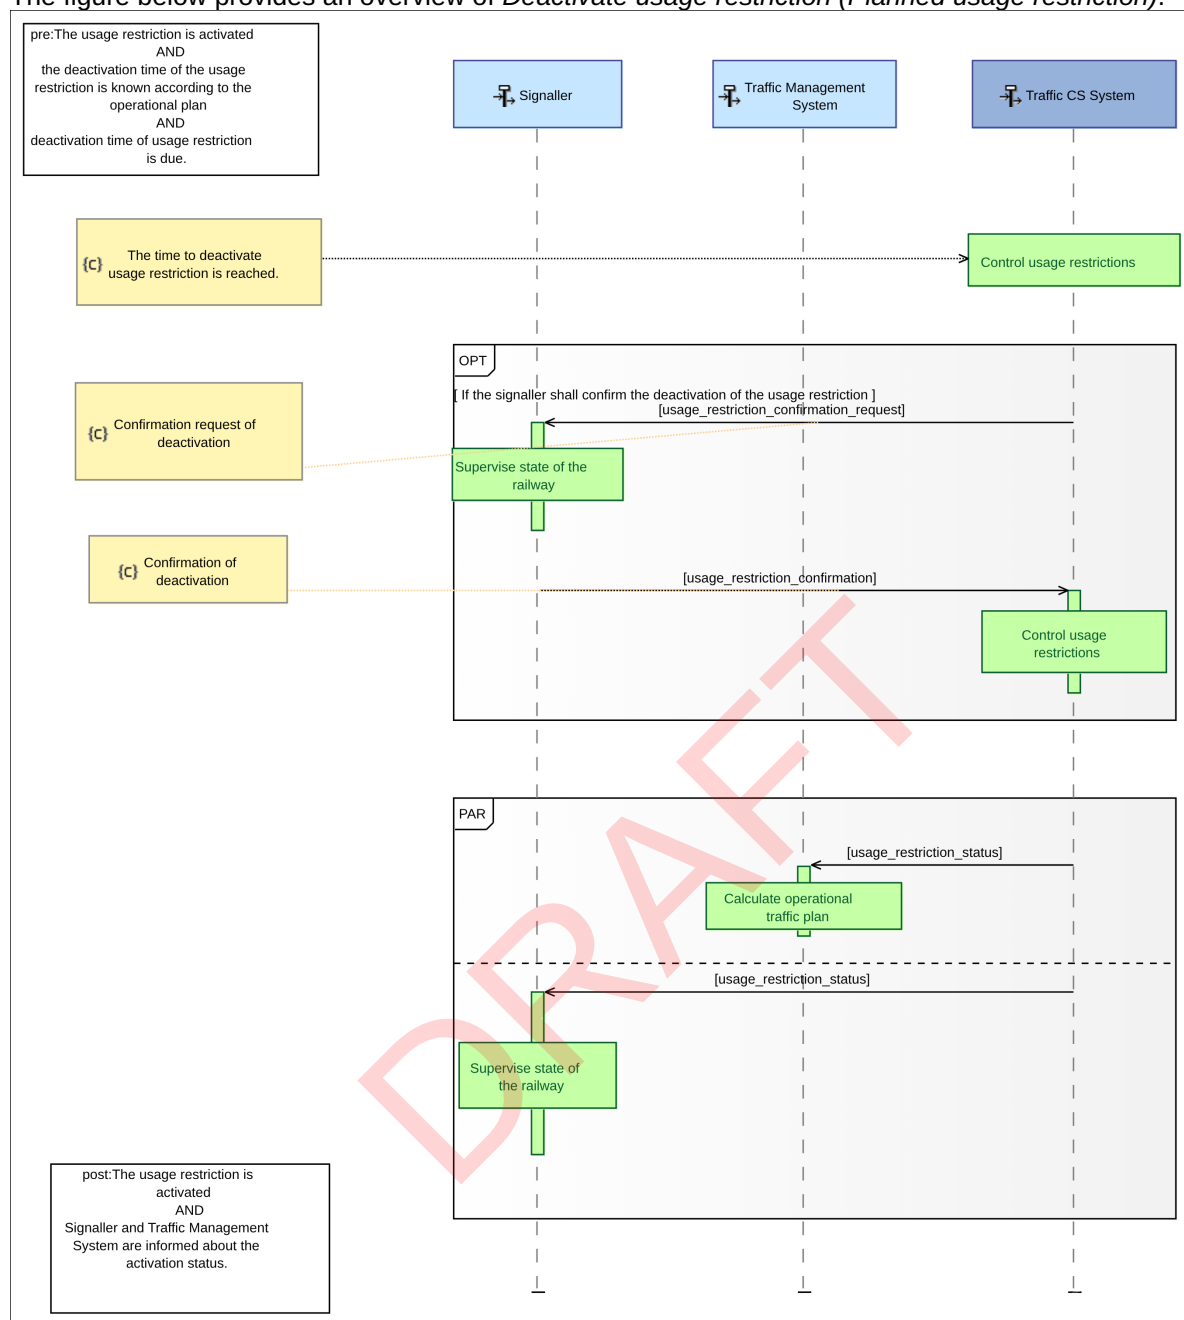 The figure below provides an overview of Deactivate usage restriction (Planned usage restriction).
pre:The usage restriction is activated
AND
the deactivation time of the usage
restriction is known according to the
operational plan
AND
deactivation time of usage restriction
is due.
Signaller
Traffic Management
System
Traffic CS System
The time to deactivate
usage restriction is reached.
{c}
Control usage restrictions
OPT
[ If the signaller shall confirm the deactivation of the usage restriction ]
[usage_restriction_confirmation_request]
Confirmation request of
{c}
deactivation
Supervise state of the
railway
Confirmation of
{c}
deactivation
[usage_restriction_confirmation]
Control usage
restrictions
PAR
[usage_restriction_status]
Calculate operational
traffic plan
[usage_restriction_status]
Supervise state of
the railway
DRAFT
post:The usage restriction is
activated
AND
Signaller and Traffic Management
System are informed about the
activation status.